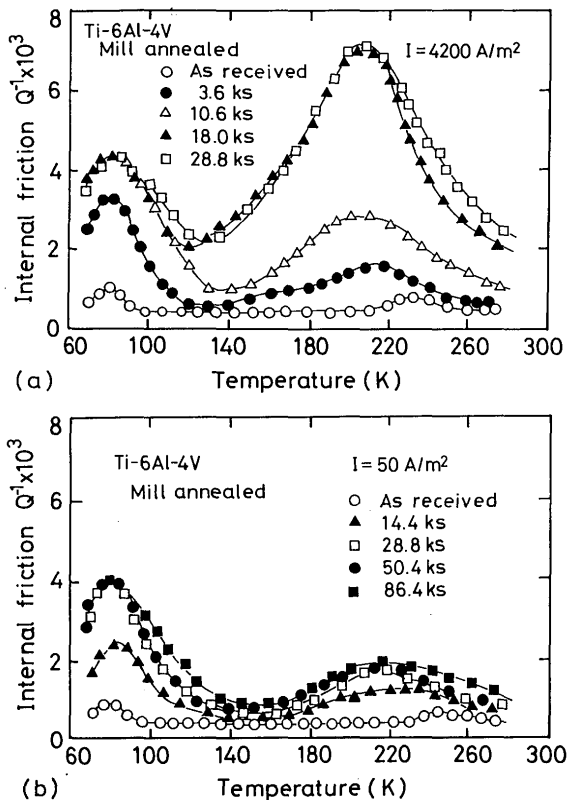 Ti-6Al-4V
Mill annealed
I=4200 A/m²
As received
3.6 ks
10.6 ks
18.0 ks
28.8 ks
Internal friction Q⁻¹x10³
8
6
4
2
0
60 100 140 180 220 260 300
(a) Temperature (K)
Ti-6Al-4V
Mill annealed
I=50 A/m²
As received
14.4 ks
28.8 ks
50.4 ks
86.4 ks
Internal friction Q⁻¹x10³
8
6
4
2
0
60 100 140 180 220 260 300
(b) Temperature (K)